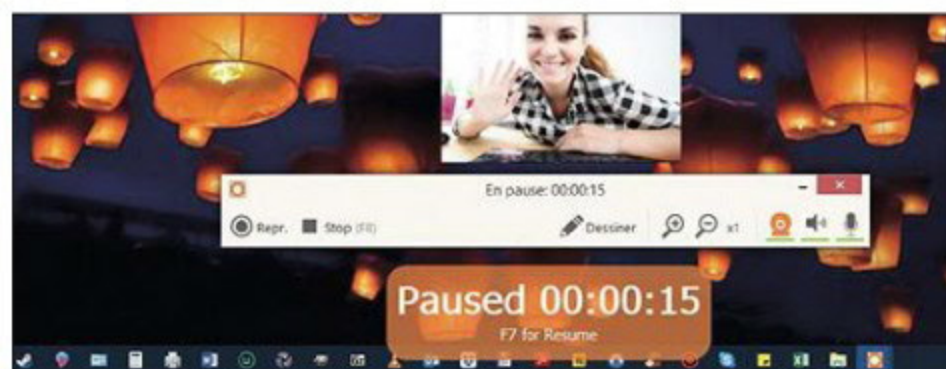 En pause: 00:00:15
Repr. Stop (F8) Dessiner x1
Paused 00:00:15
F7 for Resume